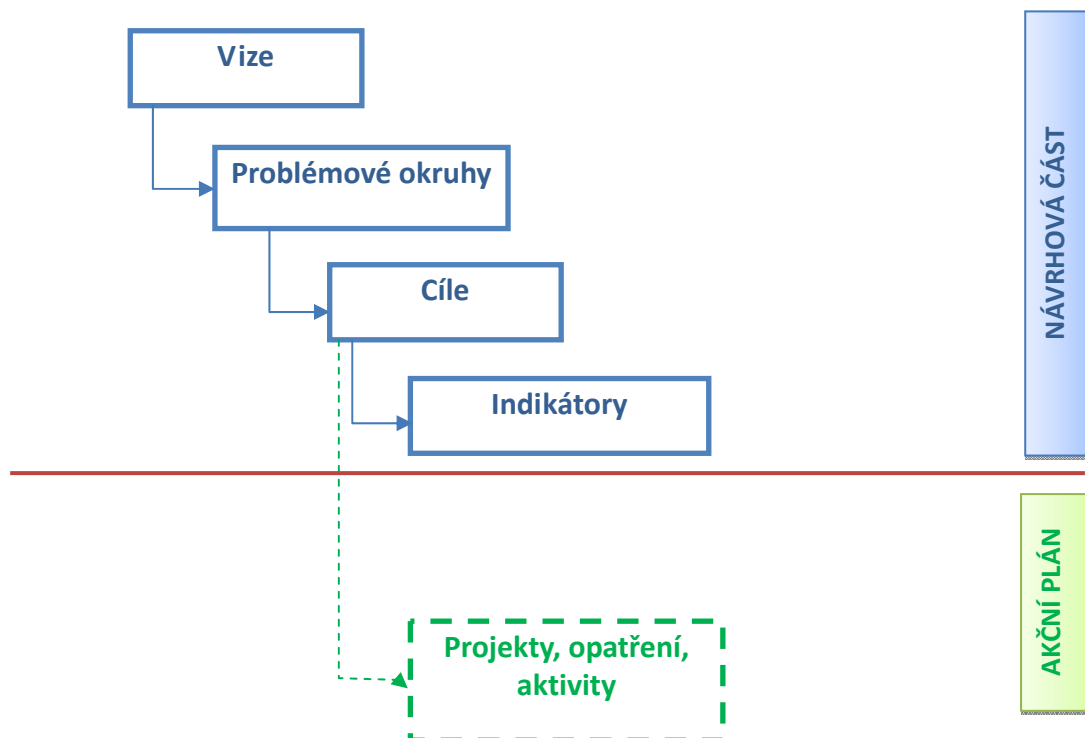 Vize
Problémové okruhy
Cíle
Indikátory
NÁVRHOVÁ ČÁST
Projekty, opatření,
aktivity
AKČNÍ PLÁN